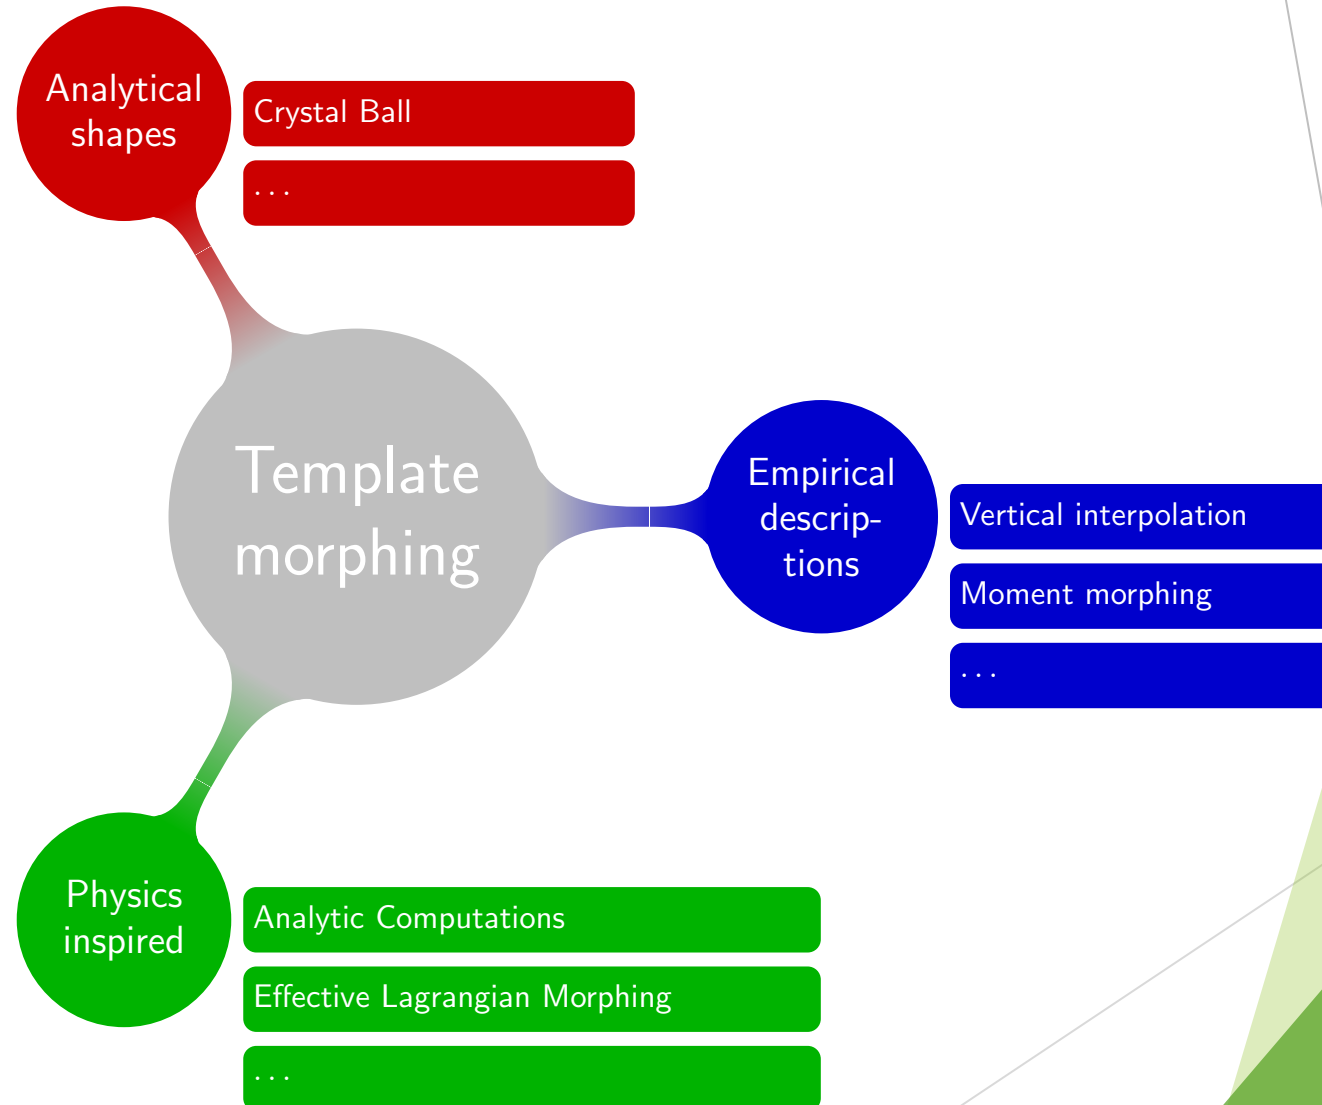 Analytical
shapes
Crystal Ball
. . .
Template
morphing
Empirical
descrip-
tions
Vertical interpolation
Moment morphing
. . .
Physics
inspired
Analytic Computations
Effective Lagrangian Morphing
. . .